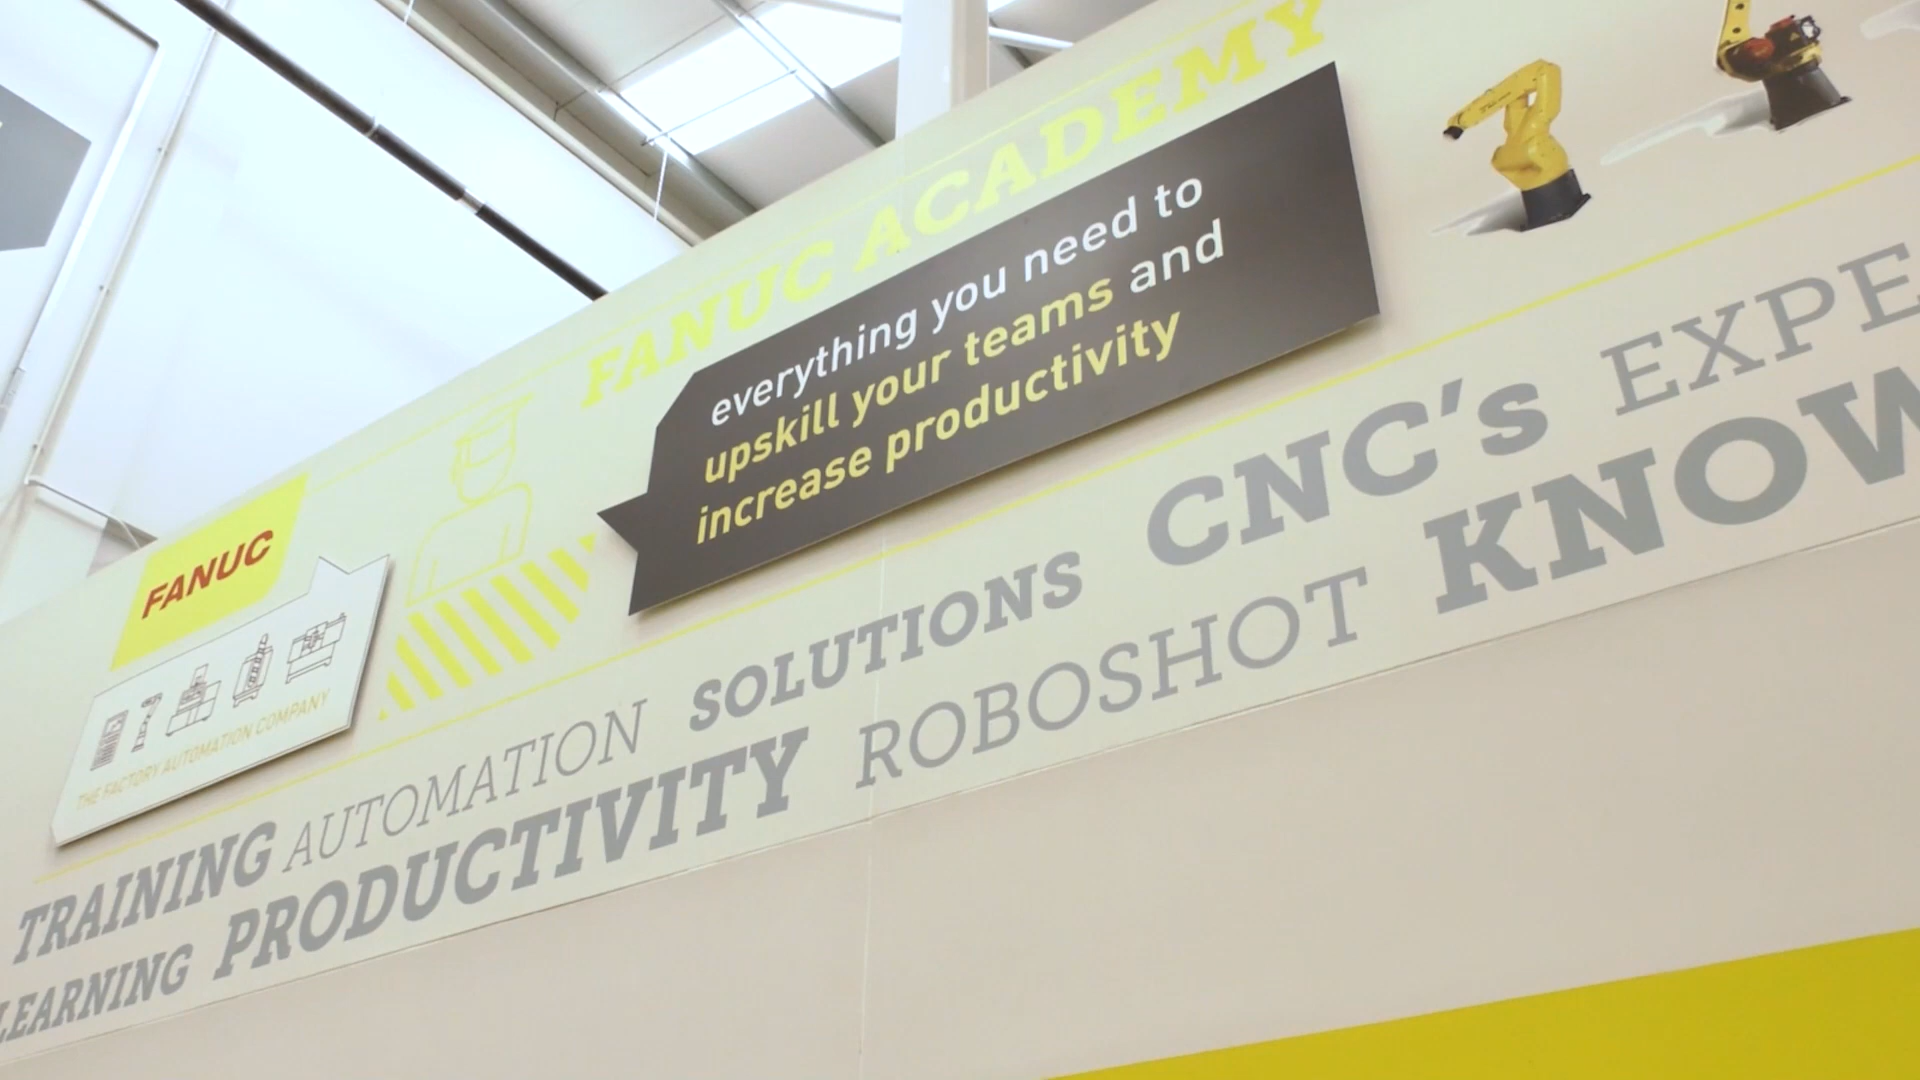 FANUC ACADEMY
everything you need to
upskill your teams and
increase productivity
FANUC
THE FACTORY AUTOMATION COMPANY
TRAINING AUTOMATION SOLUTIONS CNC's EXPE
LEARNING PRODUCTIVITY ROBOSHOT KNOW